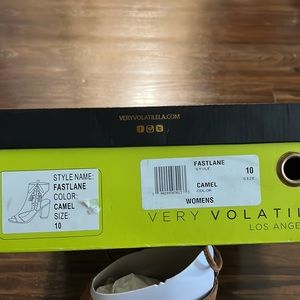 VERYVOLATILELA.COM
STYLE NAME:
FASTLANE
COLOR:
CAMEL
SIZE:
10
FASTLANE
STYLE
10
SIZE
CAMEL
COLOR
WOMENS
VERY VOLATIL
LOS ANGE